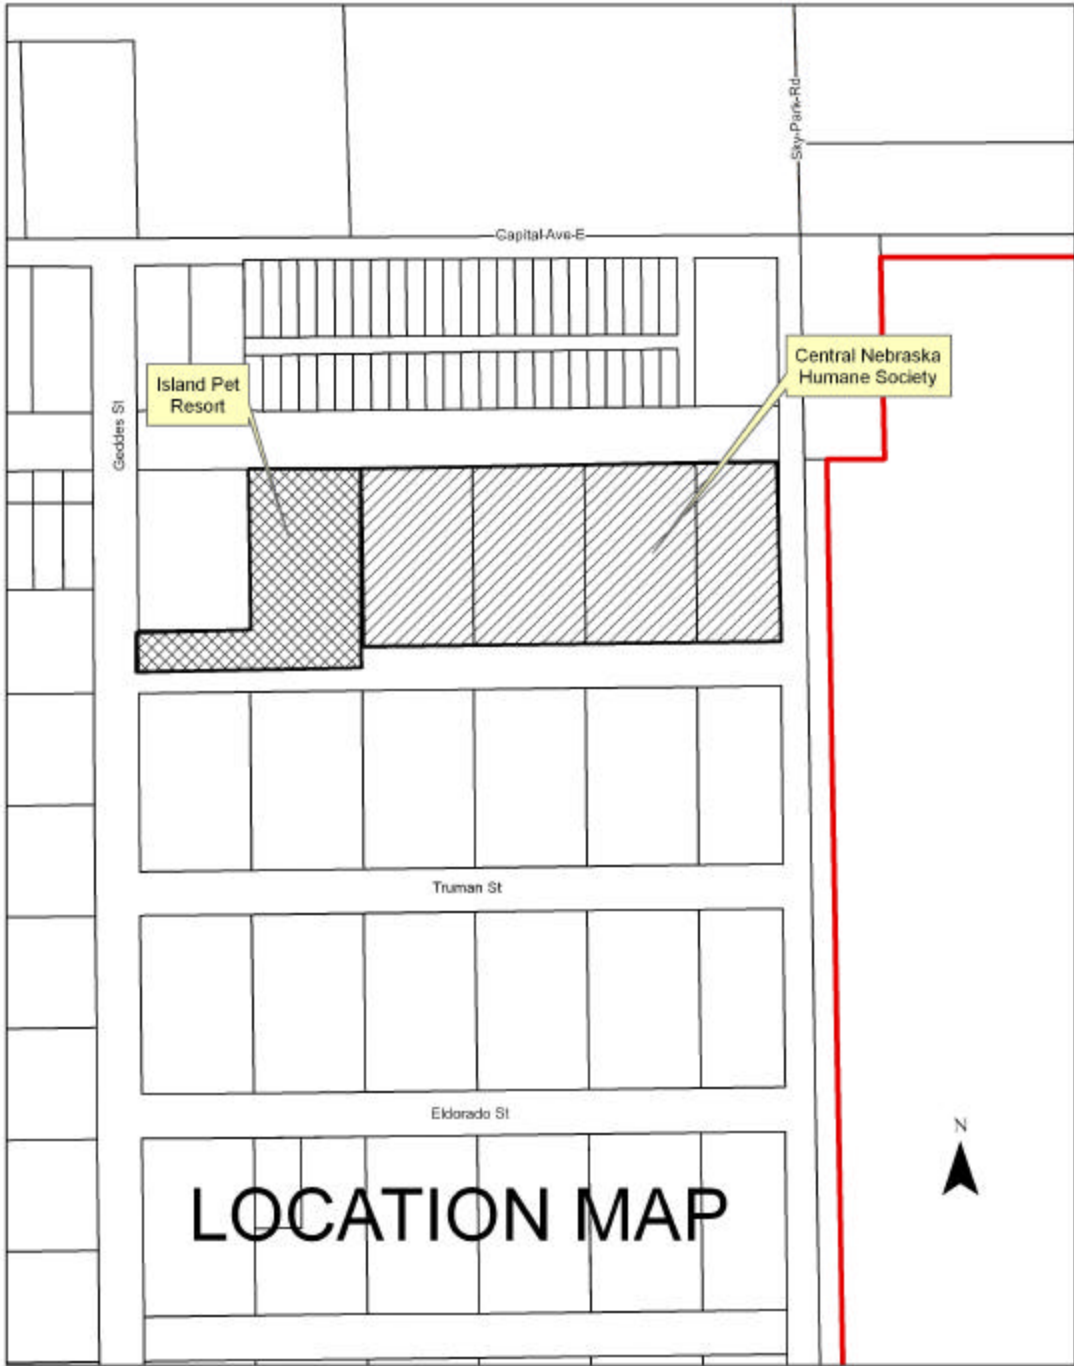 Sky-Park-Rd
Capital-Ave-E
Central Nebraska
Humane Society
Island Pet
Resort
Geddes St
Truman St
Eldorado St
N
LOCATION MAP